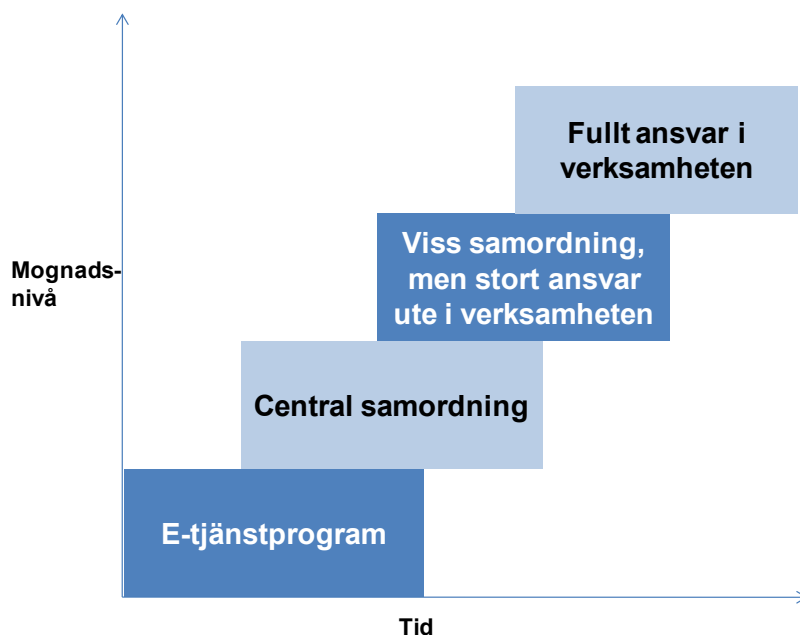 Fullt ansvar i
verksamheten
Viss samordning,
men stort ansvar
ute i verksamheten
Mognads-
nivå
Central samordning
E-tjänstprogram
Tid